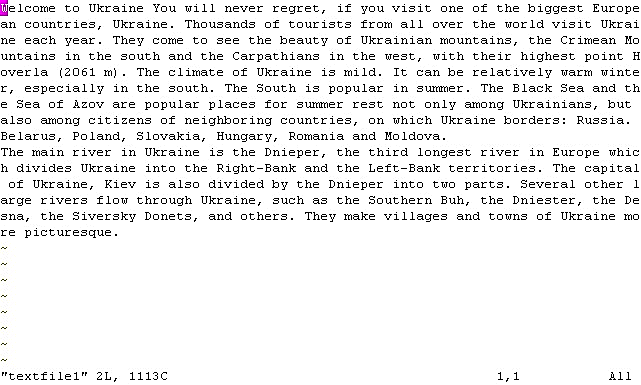 Welcome to Ukraine You will never regret, if you visit one of the biggest Europe
an countries, Ukraine. Thousands of tourists from all over the world visit Ukrai
ne each year. They come to see the beauty of Ukrainian mountains, the Crimean Mo
untains in the south and the Carpathians in the west, with their highest point H
overla (2061 m). The climate of Ukraine is mild. It can be relatively warm winte
r, especially in the south. The South is popular in summer. The Black Sea and th
e Sea of Azov are popular places for summer rest not only among Ukrainians, but
also among citizens of neighboring countries, on which Ukraine borders: Russia.
Belarus, Poland, Slovakia, Hungary, Romania and Moldova.
The main river in Ukraine is the Dnieper, the third longest river in Europe whic
h divides Ukraine into the Right-Bank and the Left-Bank territories. The capital
 of Ukraine, Kiev is also divided by the Dnieper into two parts. Several other l
arge rivers flow through Ukraine, such as the Southern Buh, the Dniester, the De
sna, the Siversky Donets, and others. They make villages and towns of Ukraine mo
re picturesque.
~
~
~
~
~
~
~
~
"textfile1" 2L, 1113C 1,1 All